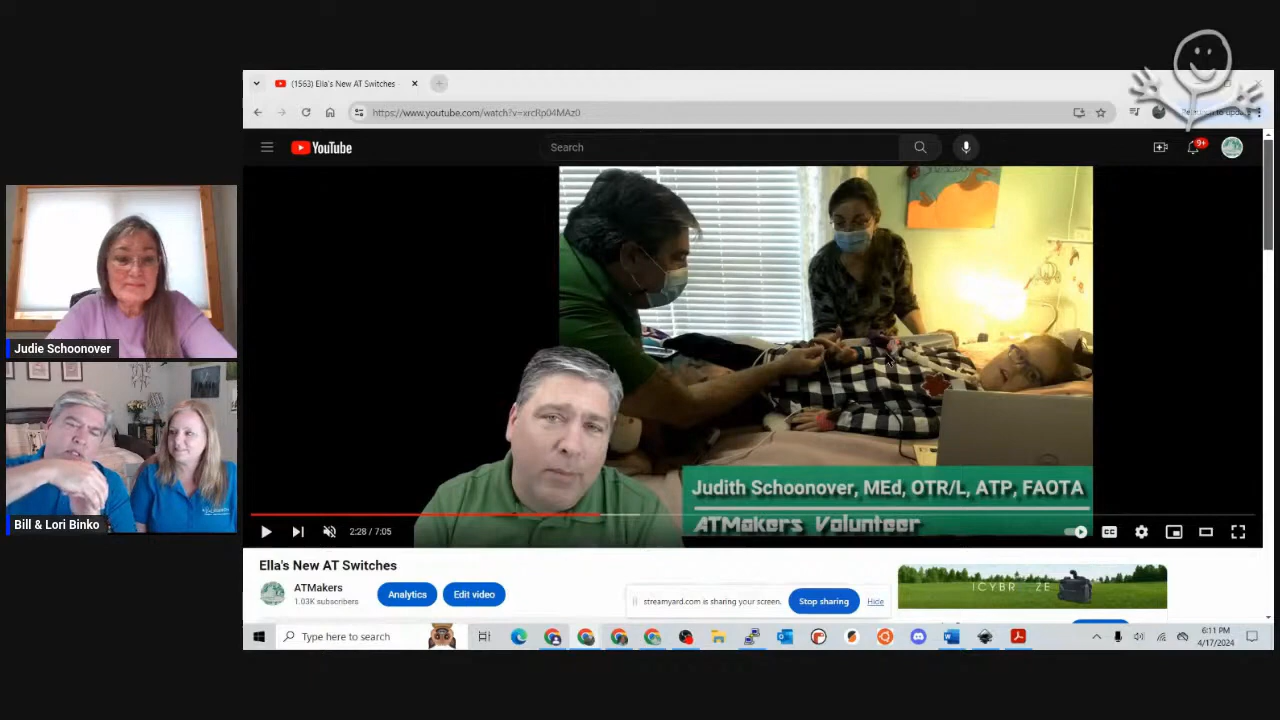 (1563) Ella's New AT Switches
https://www.youtube.com/watch?v=xrcRp04MAz0
YouTube
Search
9+
Judie Schoonover
Bill & Lori Binko
Judith Schoonover, MEd, OTR/L, ATP, FAOTA
ATMakers Volunteer
2:28 / 7:05
CC
Ella's New AT Switches
ATMakers
1.03K subscribers
Analytics
Edit video
streamyard.com is sharing your screen.
Stop sharing
Hide
Type here to search
6:11 PM
4/17/2024